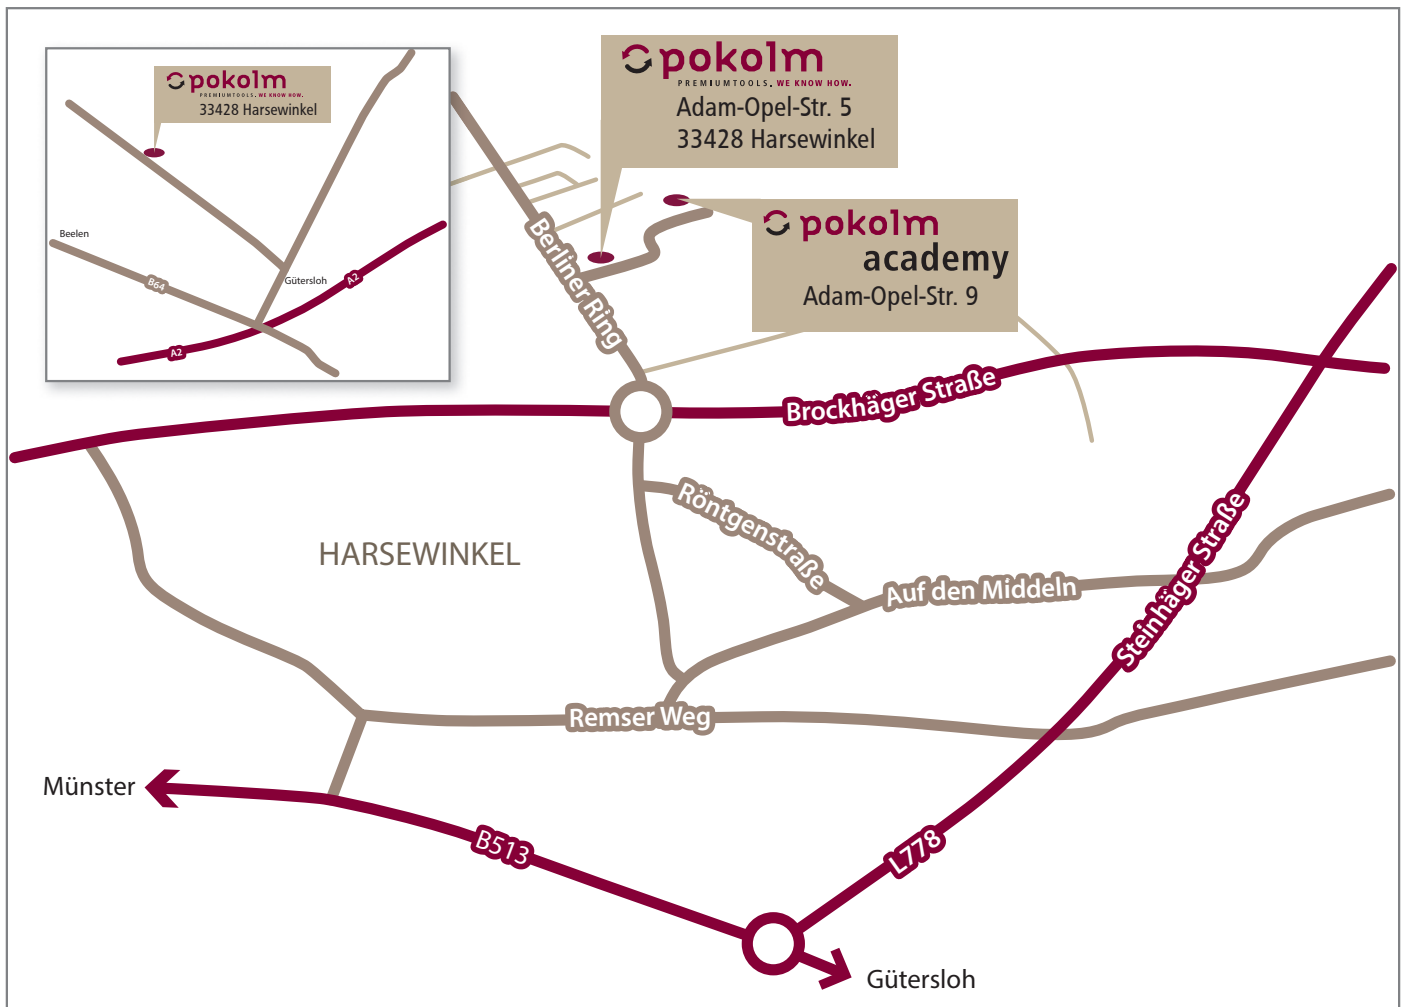 pokolm
PREMIUMTOOLS. WE KNOW HOW.
33428 Harsewinkel
Beelen
B64
Gütersloh
A2
A2
pokolm
PREMIUMTOOLS. WE KNOW HOW.
Adam-Opel-Str. 5
33428 Harsewinkel
pokolm
academy
Adam-Opel-Str. 9
Berliner Ring
Brockhäger Straße
Röntgenstraße
HARSEWINKEL
Auf den Middeln
Steinhäger Straße
Remser Weg
Münster
B513
L778
Gütersloh